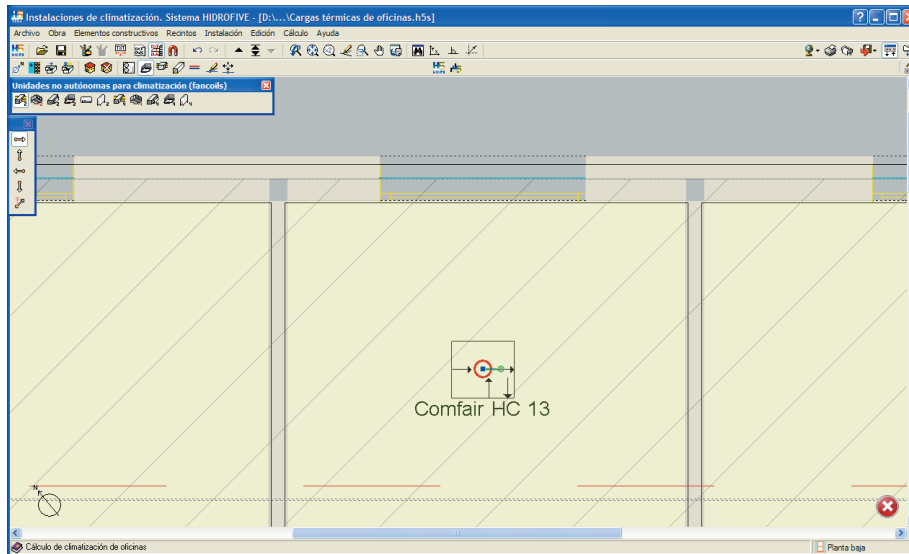 Instalaciones de climatización. Sistema HIDROFIVE - [D:\...\Cargas térmicas de oficinas.h5s]
Archivo Obra Elementos constructivos Recintos Instalación Edición Cálculo Ayuda
Unidades no autónomas para climatización (fancoils)
Comfair HC 13
N
Cálculo de climatización de oficinas
Planta baja